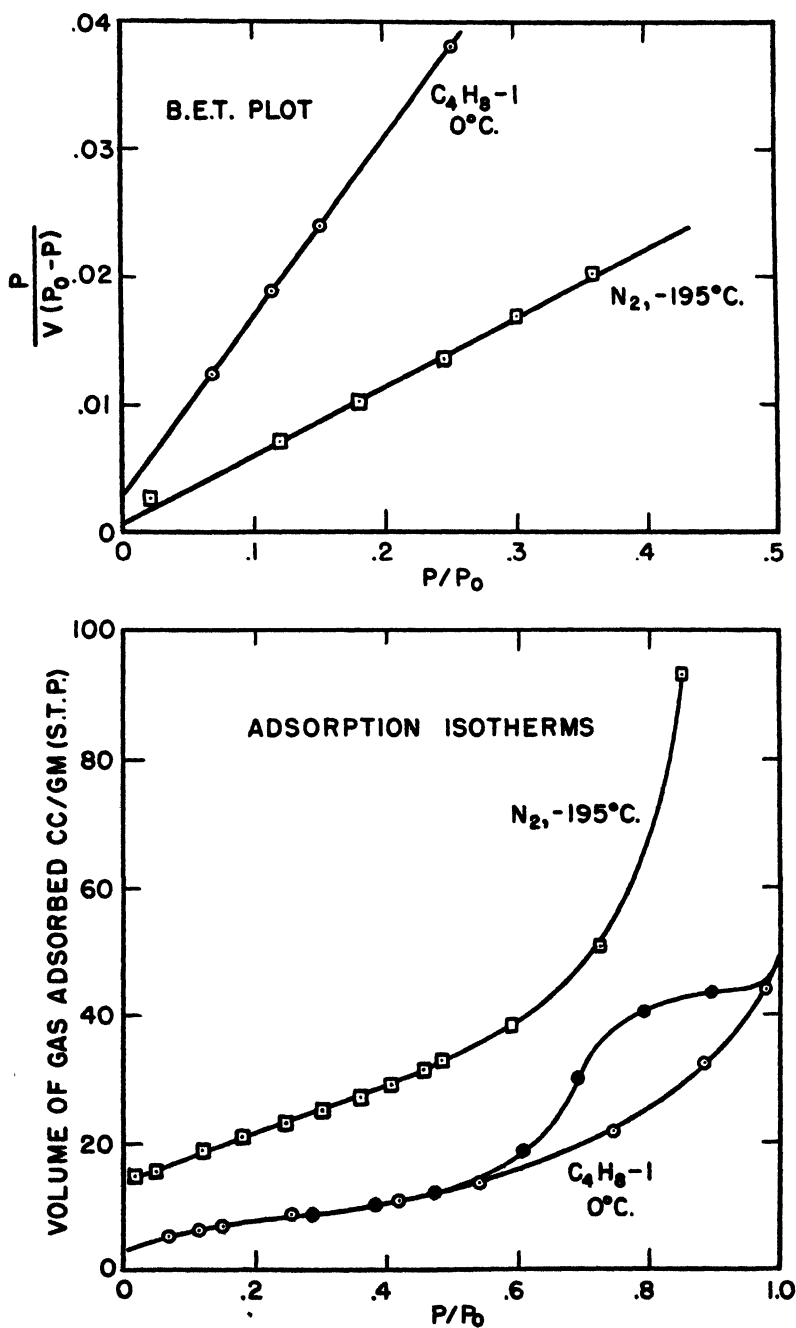 .04
B.E.T. PLOT
C₄H₈-1
0°C.
.03
P
V (P₀ - P)
.02
N₂, -195°C.
.01
0
0 .1 .2 .3 .4 .5
P/P₀
100
ADSORPTION ISOTHERMS
80
N₂, -195°C.
60
VOLUME OF GAS ADSORBED CC/GM (S.T.P.)
40
20
C₄H₈-1
0°C.
0
0 .2 .4 .6 .8 1.0
P/P₀